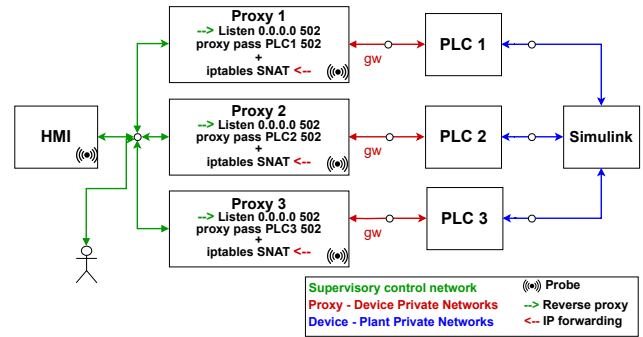 Proxy 1
--> Listen 0.0.0.0 502
proxy pass PLC1 502
+
iptables SNAT <--
gw
PLC 1
HMI
Proxy 2
--> Listen 0.0.0.0 502
proxy pass PLC2 502
+
iptables SNAT <--
gw
PLC 2
Simulink
Proxy 3
--> Listen 0.0.0.0 502
proxy pass PLC3 502
+
iptables SNAT <--
gw
PLC 3
Supervisory control network
Probe
Proxy - Device Private Networks
--> Reverse proxy
Device - Plant Private Networks
<-- IP forwarding